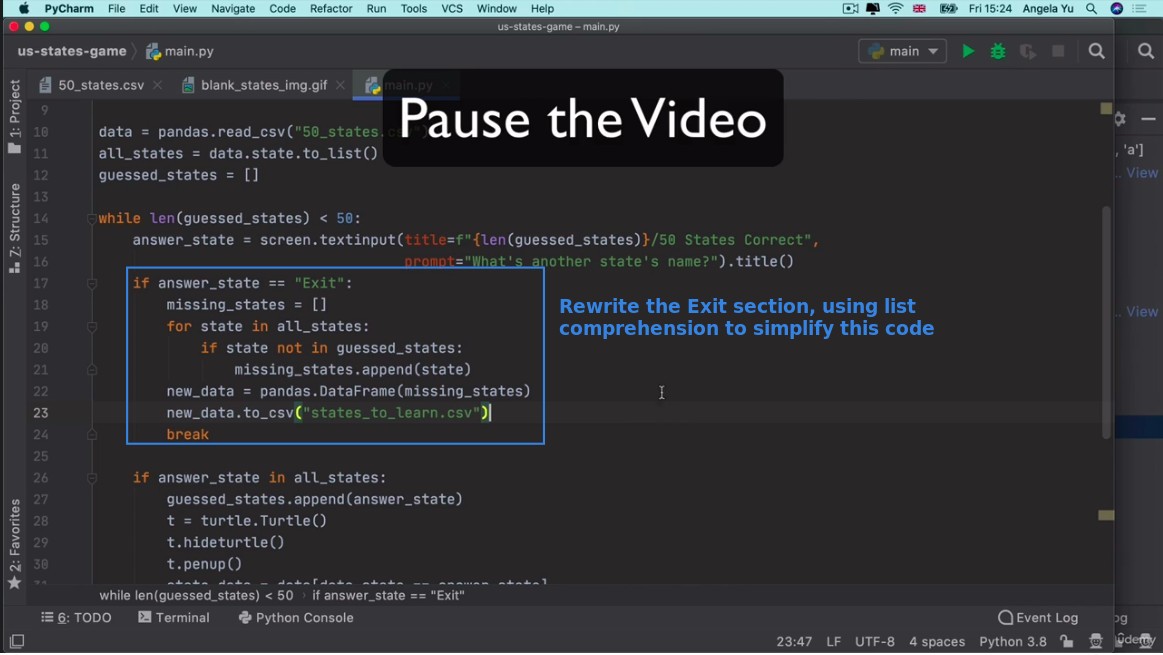 PyCharm File Edit View Navigate Code Refactor Run Tools VCS Window Help Fri 15:24 Angela Yu
us-states-game – main.py
us-states-game main.py main
50_states.csv blank_states_img.gif main.py
Pause the Video
1: Project
Z: Structure
2: Favorites
9
10 data = pandas.read_csv("50_states.
11 all_states = data.state.to_list()
12 guessed_states = []
13
14 while len(guessed_states) < 50:
15 answer_state = screen.textinput(title=f"{len(guessed_states)}/50 States Correct",
16 prompt="What's another state's name?").title()
17 if answer_state == "Exit":
18 missing_states = []
19 for state in all_states:
20 if state not in guessed_states:
21 missing_states.append(state)
22 new_data = pandas.DataFrame(missing_states)
23 new_data.to_csv("states_to_learn.csv")
24 break
25
26 if answer_state in all_states:
27 guessed_states.append(answer_state)
28 t = turtle.Turtle()
29 t.hideturtle()
30 t.penup()
Rewrite the Exit section, using list
comprehension to simplify this code
, 'a']
.. View
. View
while len(guessed_states) < 50 › if answer_state == "Exit"
6: TODO Terminal Python Console Event Log og
23:47 LF UTF-8 4 spaces Python 3.8